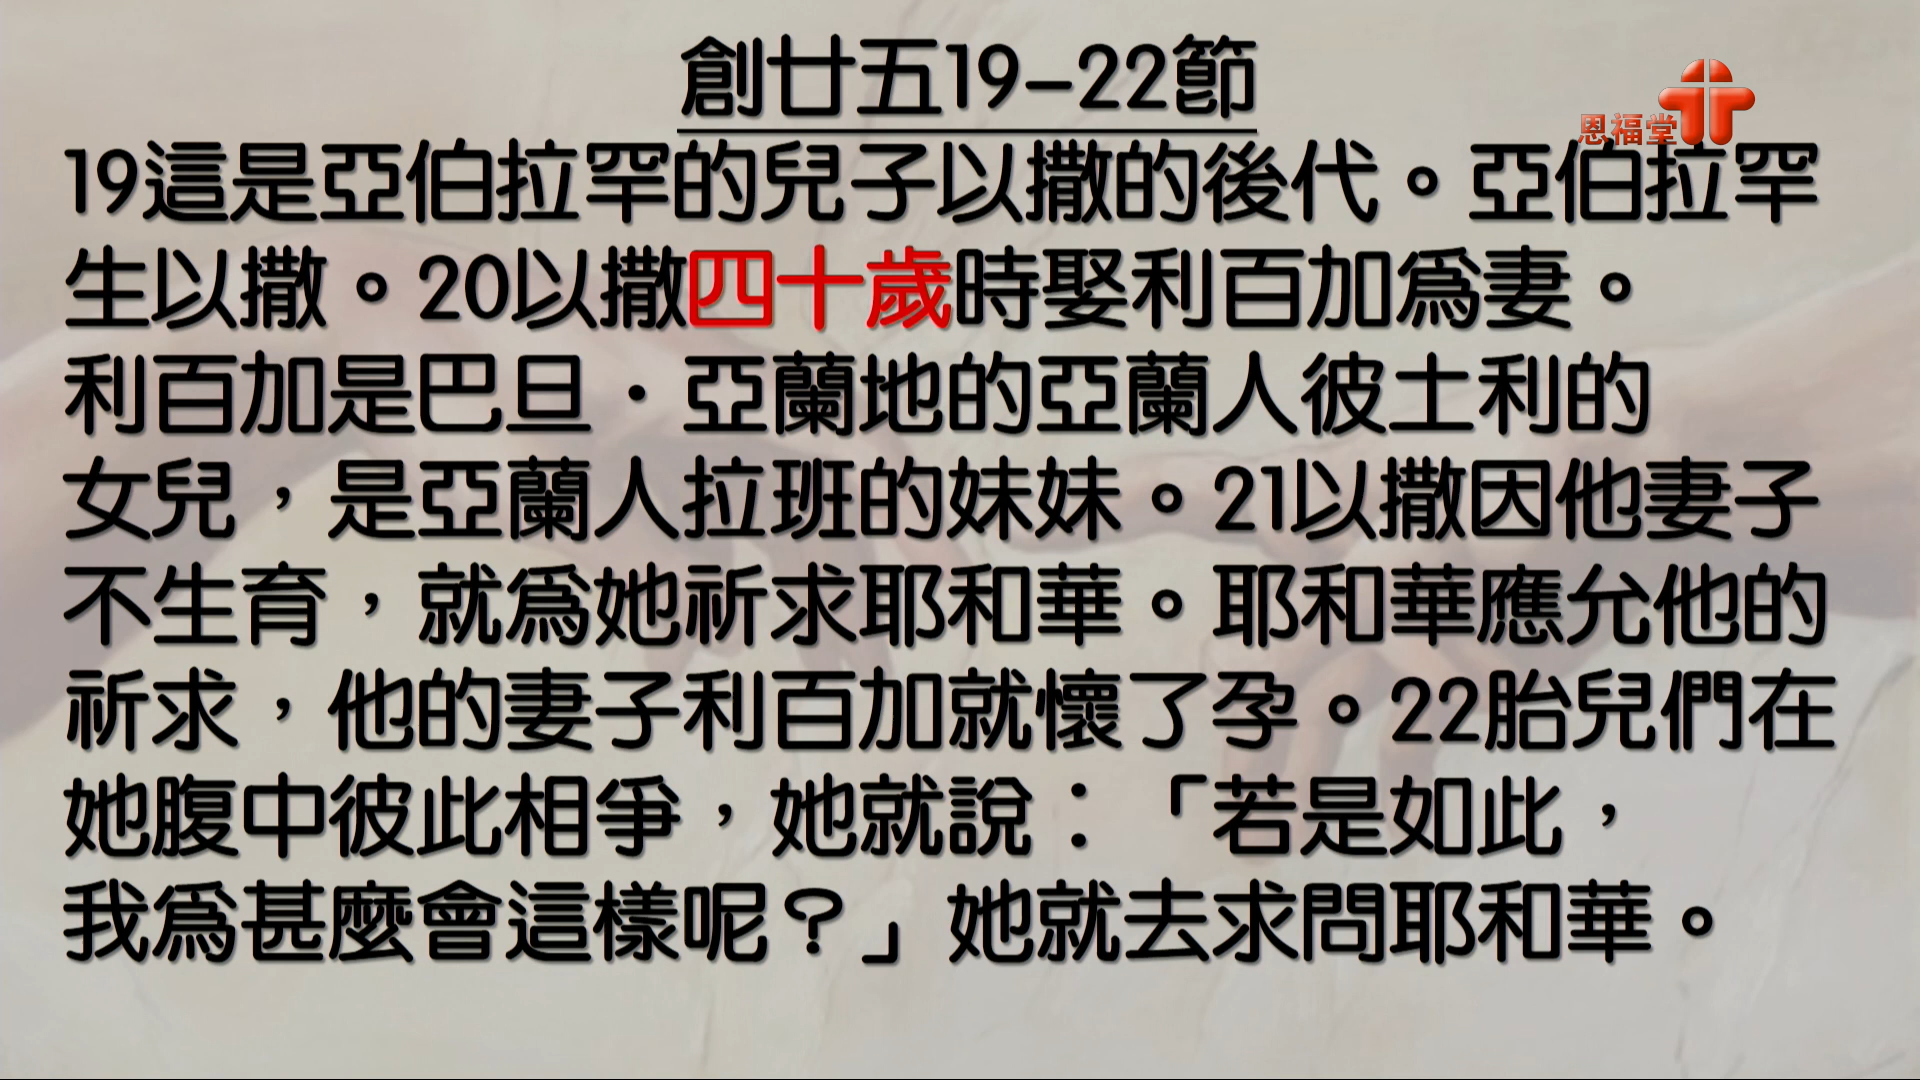 創廿五19-22節
恩福堂
19這是亞伯拉罕的兒子以撒的後代。亞伯拉罕
生以撒。20以撒四十歲時娶利百加為妻。
利百加是巴旦．亞蘭地的亞蘭人彼土利的
女兒，是亞蘭人拉班的妹妹。21以撒因他妻子
不生育，就為她祈求耶和華。耶和華應允他的
祈求，他的妻子利百加就懷了孕。22胎兒們在
她腹中彼此相爭，她就說：「若是如此，
我為甚麼會這樣呢？」她就去求問耶和華。